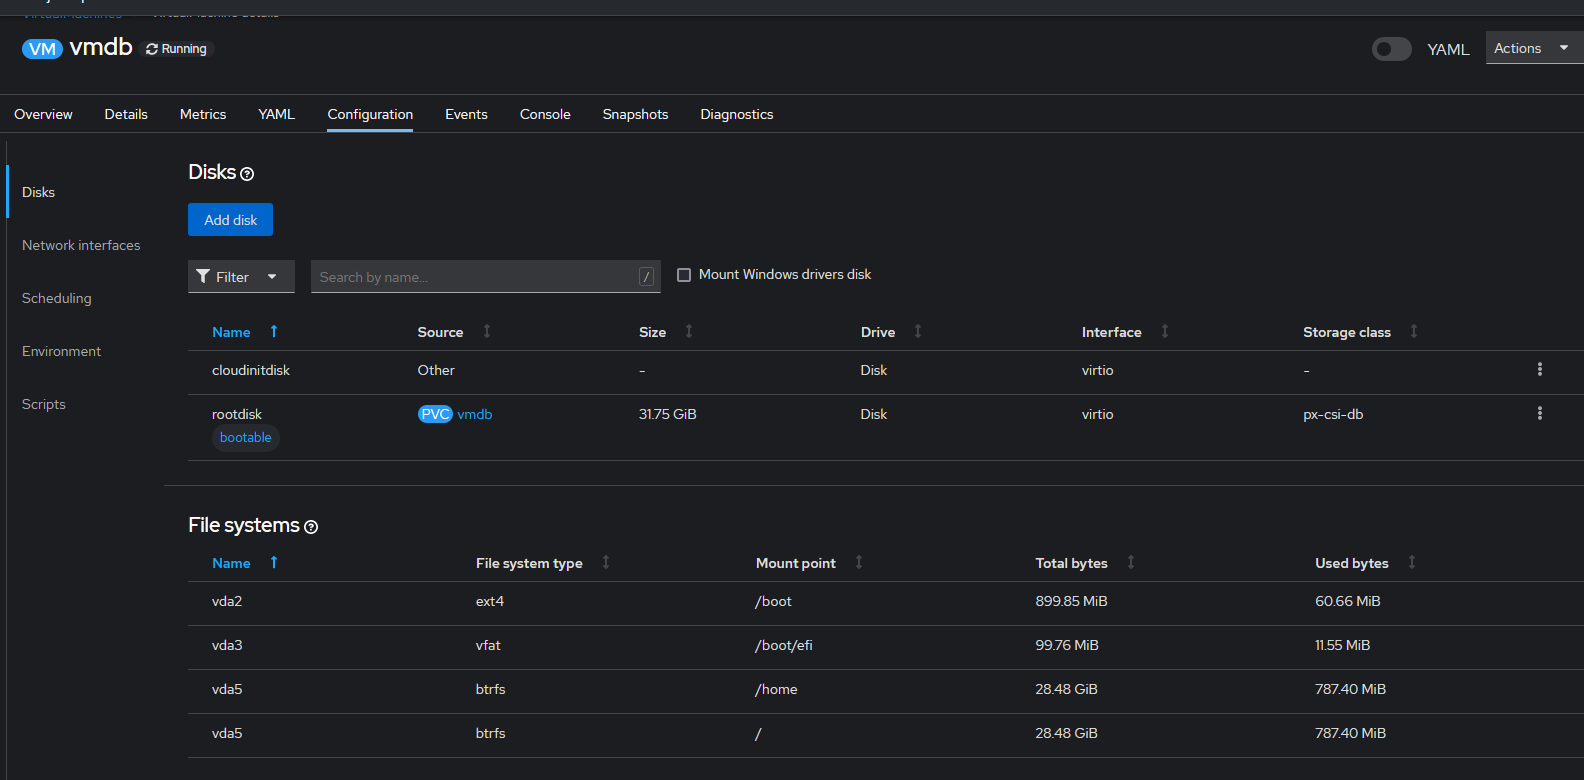 VirtualMachines VirtualMachine details
VM vmdb Running
YAML Actions
Overview Details Metrics YAML Configuration Events Console Snapshots Diagnostics
Disks
Network interfaces
Scheduling
Environment
Scripts
Disks
Add disk
Filter Search by name... / Mount Windows drivers disk
Name Source Size Drive Interface Storage class
cloudinitdisk Other - Disk virtio -
rootdisk PVC vmdb 31.75 GiB Disk virtio px-csi-db
bootable
File systems
Name File system type Mount point Total bytes Used bytes
vda2 ext4 /boot 899.85 MiB 60.66 MiB
vda3 vfat /boot/efi 99.76 MiB 11.55 MiB
vda5 btrfs /home 28.48 GiB 787.40 MiB
vda5 btrfs / 28.48 GiB 787.40 MiB